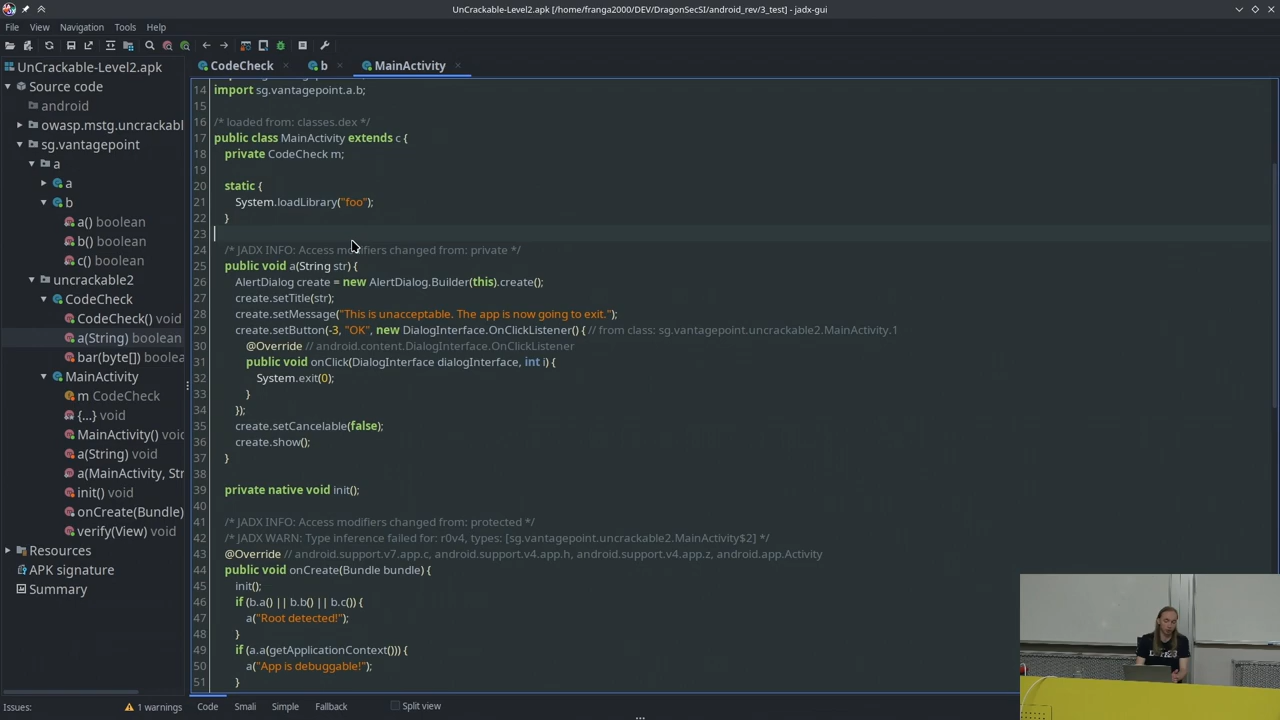 UnCrackable-Level2.apk [/home/franga2000/DEV/DragonSecSI/android_rev/3_test] - jadx-gui
File View Navigation Tools Help
CodeCheck × b × MainActivity ×
UnCrackable-Level2.apk
Source code
android
owasp.mstg.uncrackabl
sg.vantagepoint
a
a
b
a() boolean
b() boolean
c() boolean
uncrackable2
CodeCheck
CodeCheck() void
a(String) boolean
bar(byte[]) boolea
MainActivity
m CodeCheck
{...} void
MainActivity() voic
a(String) void
a(MainActivity, Str
init() void
onCreate(Bundle)
verify(View) void
Resources
APK signature
Summary
14 import sg.vantagepoint.a.b;
15
16 /* loaded from: classes.dex */
17 public class MainActivity extends c {
18 private CodeCheck m;
19
20 static {
21 System.loadLibrary("foo");
22 }
23
24 /* JADX INFO: Access modifiers changed from: private */
25 public void a(String str) {
26 AlertDialog create = new AlertDialog.Builder(this).create();
27 create.setTitle(str);
28 create.setMessage("This is unacceptable. The app is now going to exit.");
29 create.setButton(-3, "OK", new DialogInterface.OnClickListener() { // from class: sg.vantagepoint.uncrackable2.MainActivity.1
30 @Override // android.content.DialogInterface.OnClickListener
31 public void onClick(DialogInterface dialogInterface, int i) {
32 System.exit(0);
33 }
34 });
35 create.setCancelable(false);
36 create.show();
37 }
38
39 private native void init();
40
41 /* JADX INFO: Access modifiers changed from: protected */
42 /* JADX WARN: Type inference failed for: r0v4, types: [sg.vantagepoint.uncrackable2.MainActivity$2] */
43 @Override // android.support.v7.app.c, android.support.v4.app.h, android.support.v4.app.z, android.app.Activity
44 public void onCreate(Bundle bundle) {
45 init();
46 if (b.a() || b.b() || b.c()) {
47 a("Root detected!");
48 }
49 if (a.a(getApplicationContext())) {
50 a("App is debuggable!");
51 }
Issues: 1 warnings Code Smali Simple Fallback Split view